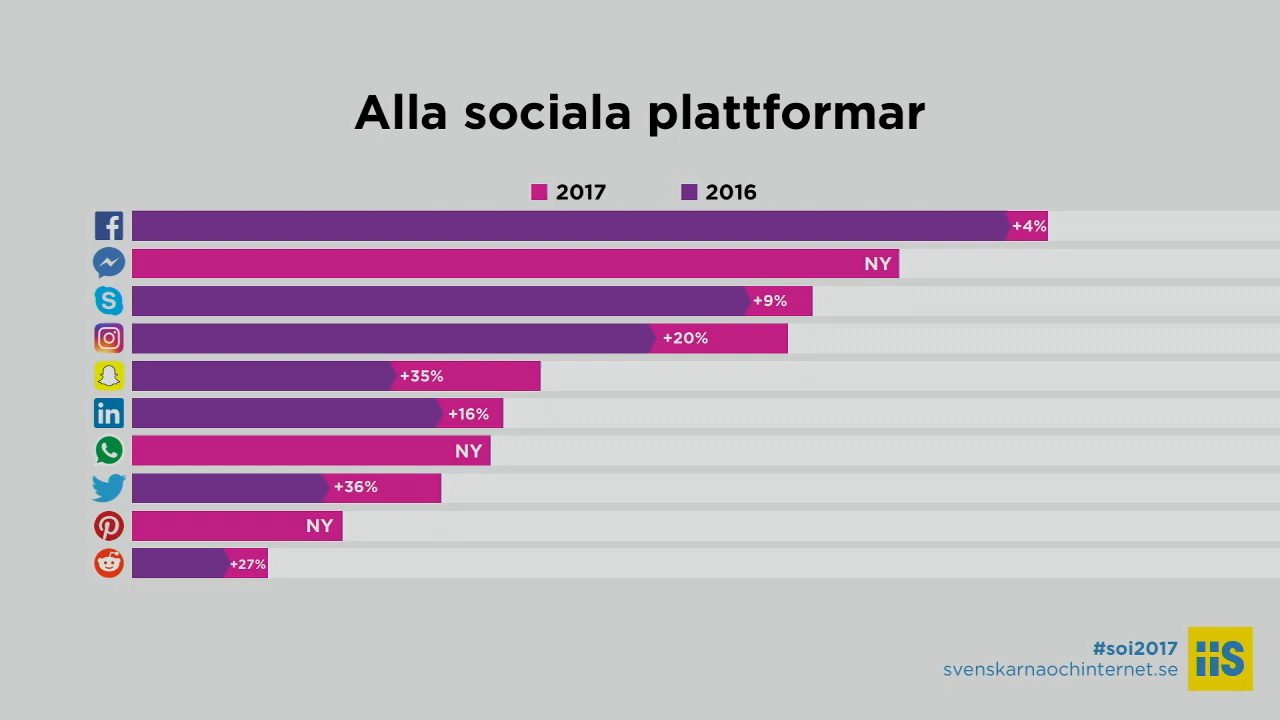 Alla sociala plattformar
2017 2016
+4%
NY
+9%
+20%
+35%
in +16%
NY
+36%
NY
+27%
#soi2017
svenskarnaochinternet.se
iis